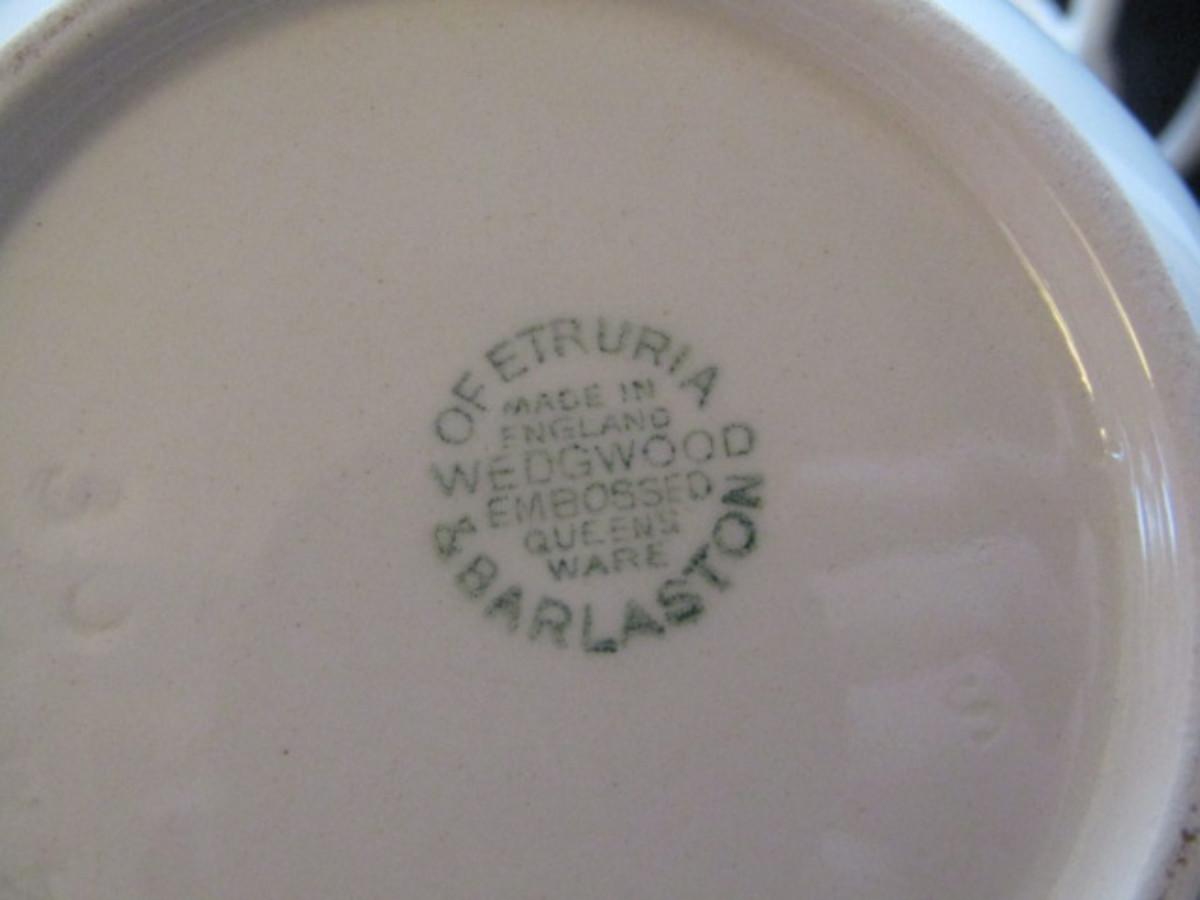 OF ETRURIA
MADE IN
ENGLAND
WEDGWOOD
EMBOSSED
QUEENS
WARE
& BARLASTON